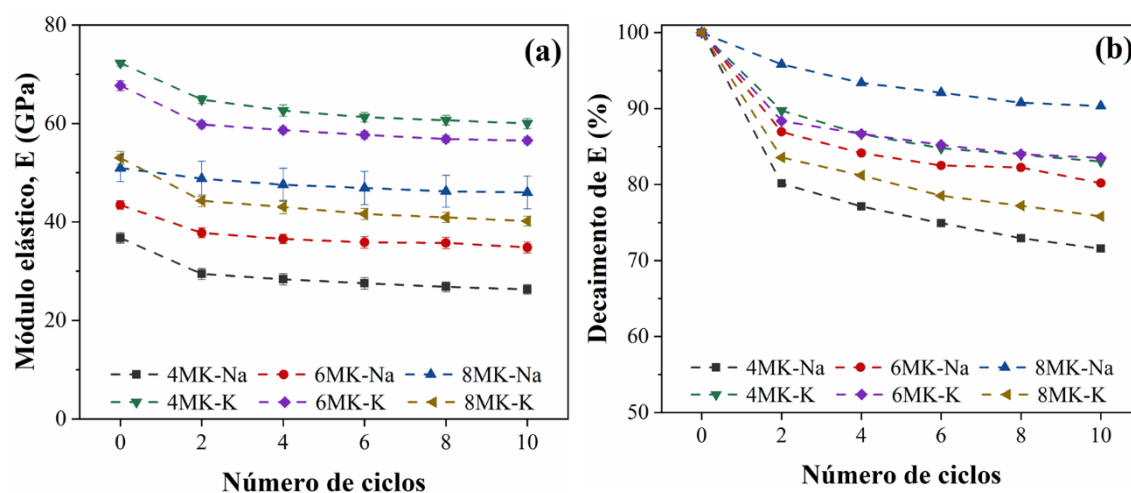 (a)
Módulo elástico, E (GPa)
80
60
40
20
0
4MK-Na 6MK-Na 8MK-Na
4MK-K 6MK-K 8MK-K
0 2 4 6 8 10
Número de ciclos
(b)
Decaimento de E (%)
100
90
80
70
60
50
4MK-Na 6MK-Na 8MK-Na
4MK-K 6MK-K 8MK-K
0 2 4 6 8 10
Número de ciclos